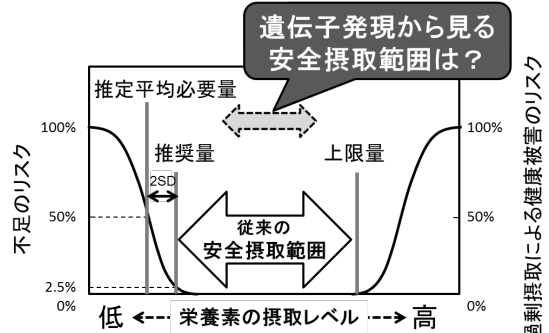 遺伝子発現から見る
安全摂取範囲は？
推定平均必要量
100%
推奨量
上限量
100%
2SD
不足のリスク
50%
従来の
安全摂取範囲
50%
2.5%
0%
0%
低
栄養素の摂取レベル
高
過剰摂取による健康被害のリスク